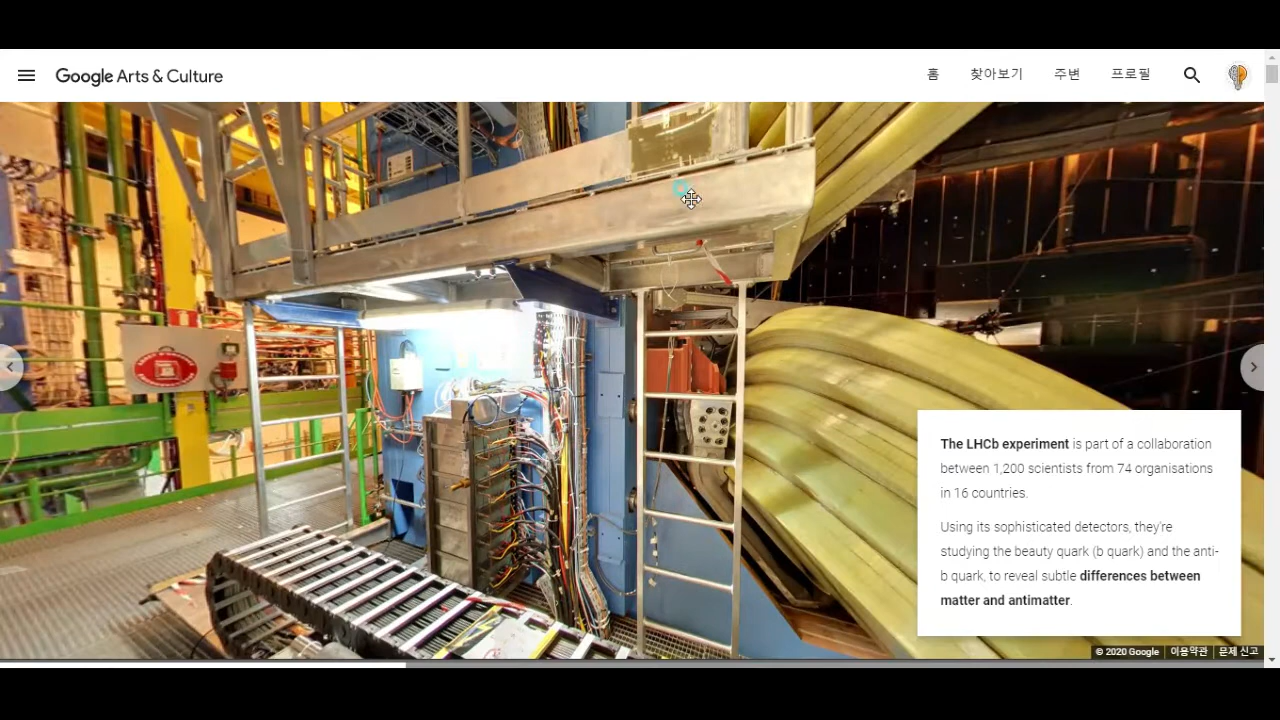 Google Arts & Culture
홈 찾아보기 주변 프로필
The LHCb experiment is part of a collaboration
between 1,200 scientists from 74 organisations
in 16 countries.
Using its sophisticated detectors, they're
studying the beauty quark (b quark) and the anti-
b quark, to reveal subtle differences between
matter and antimatter.
© 2020 Google 이용약관 문제 신고